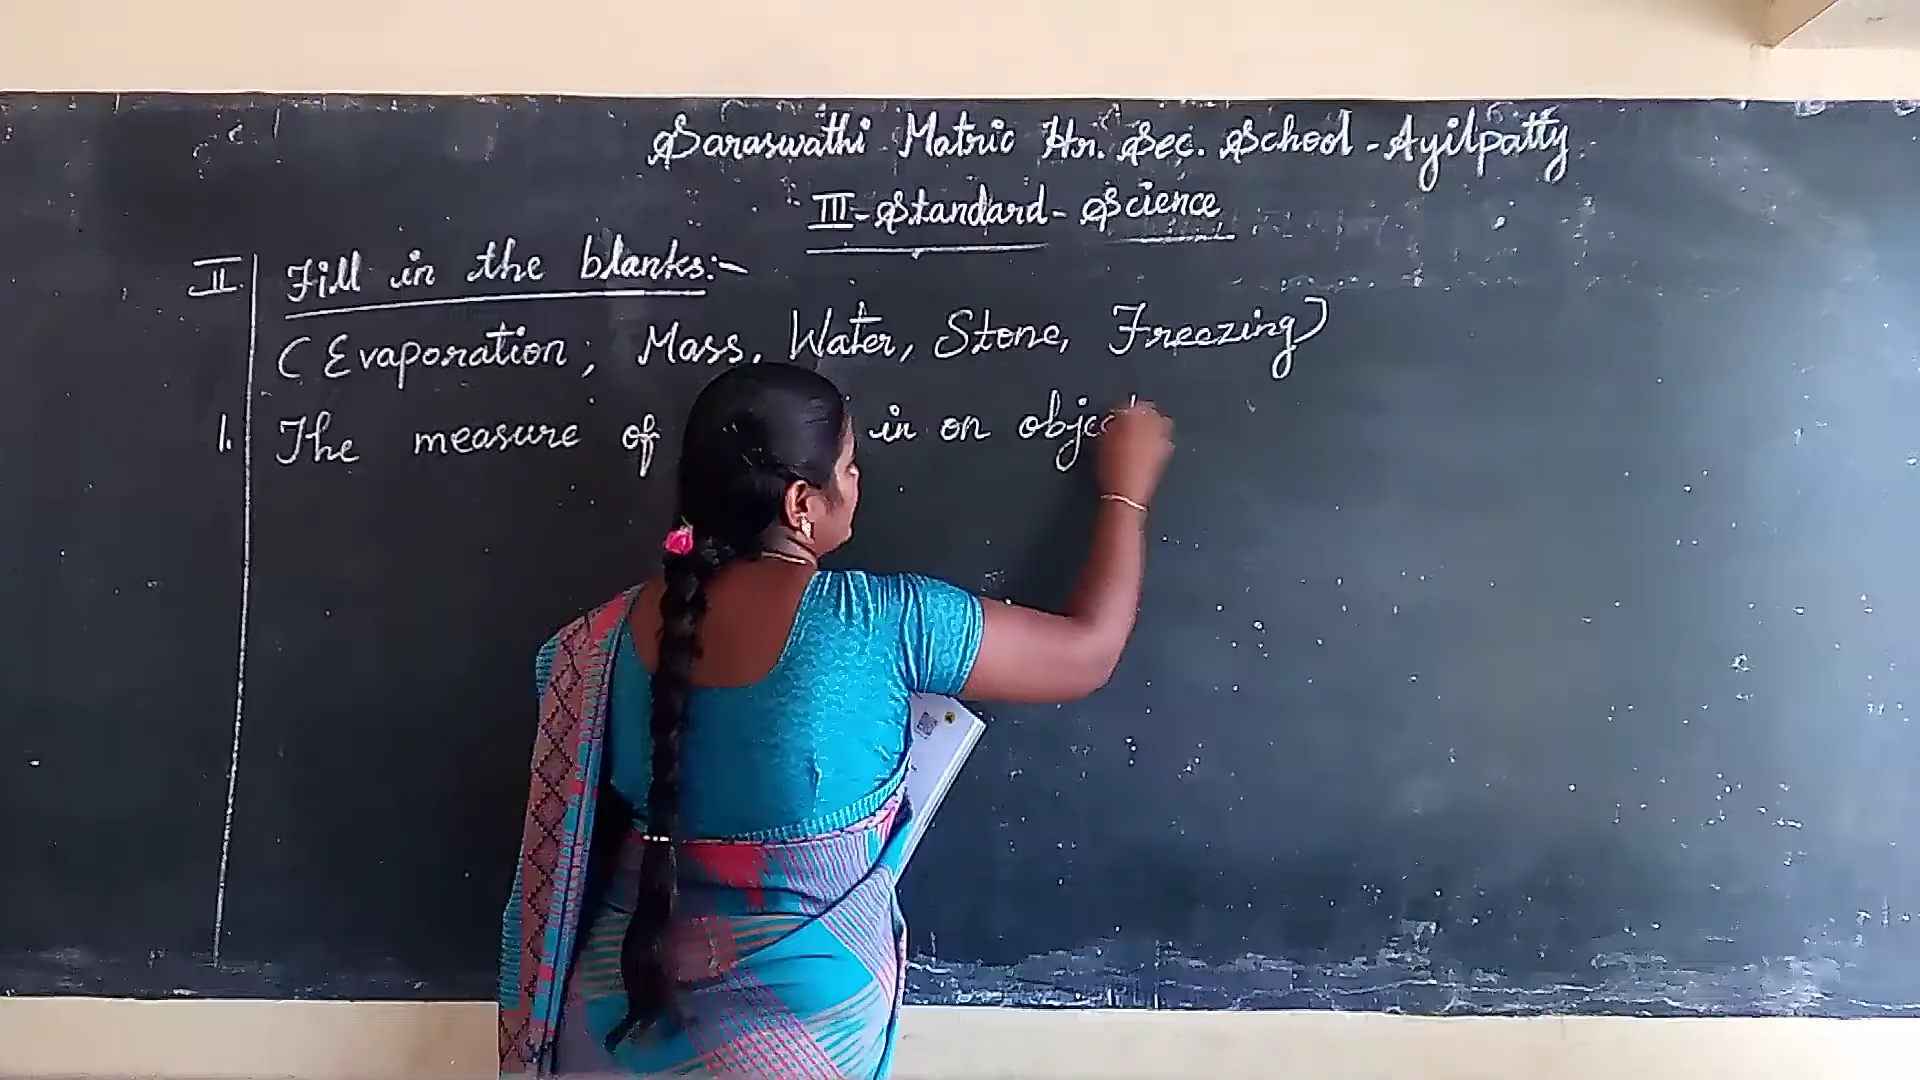 Saraswathi Matric Hr. Sec. School - Ayilpatty
III - Standard - Science
II Fill in the blanks:-
(Evaporation, Mass, Water, Stone, Freezing)
1. The measure of in on objec